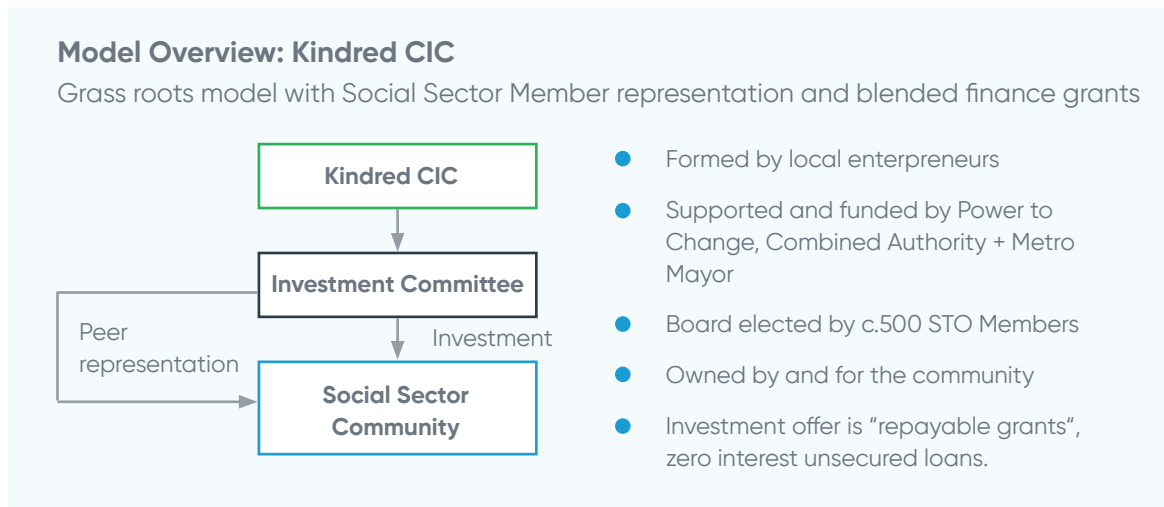 Model Overview: Kindred CIC
Grass roots model with Social Sector Member representation and blended finance grants
Kindred CIC
Investment Committee
Peer
representation
Investment
Social Sector
Community
Formed by local enterpreneurs
Supported and funded by Power to
Change, Combined Authority + Metro
Mayor
Board elected by c.500 STO Members
Owned by and for the community
Investment offer is “repayable grants“,
zero interest unsecured loans.